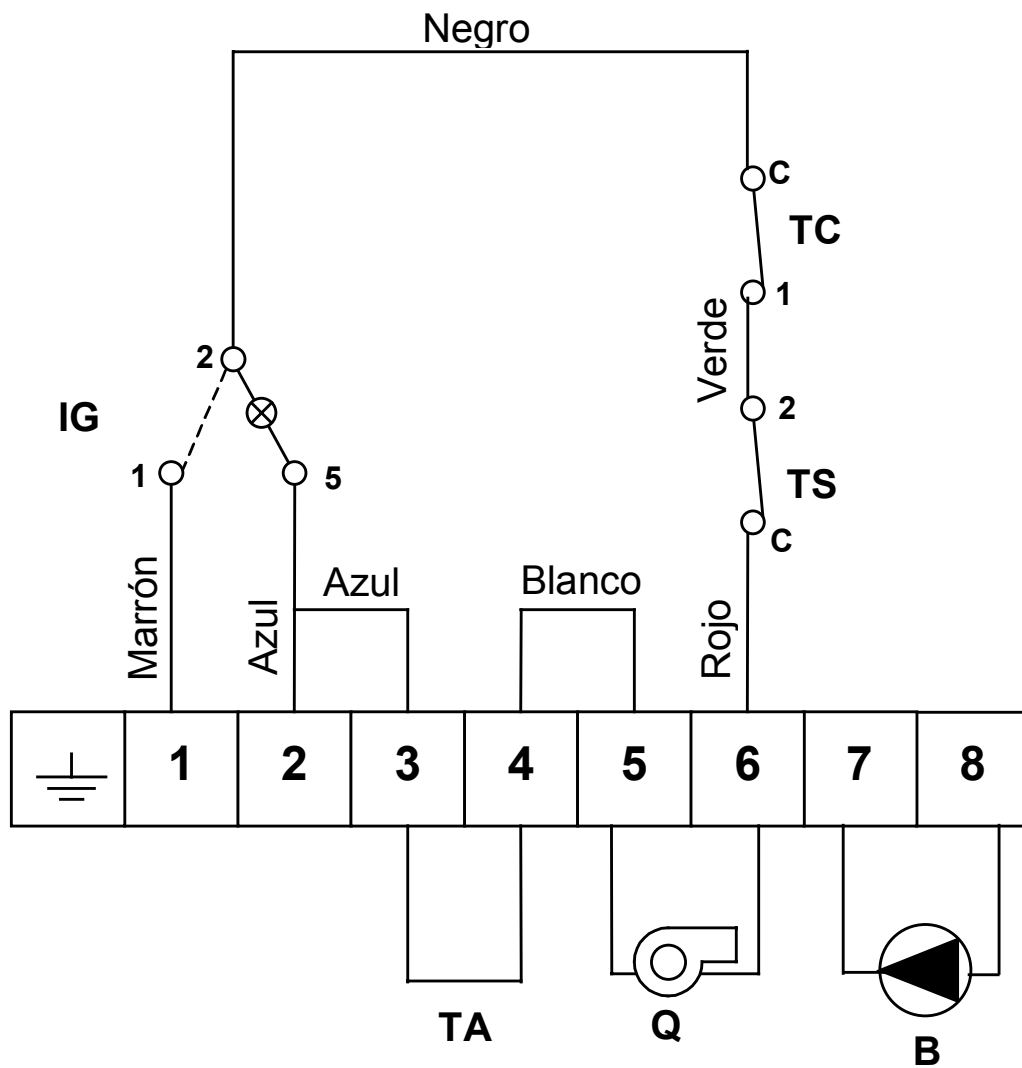 Negro
C
TC
1
Verde
2
IG
1
5
2
TS
C
Marrón
Azul
Azul
Blanco
Rojo
1 2 3 4 5 6 7 8
TA
Q
B